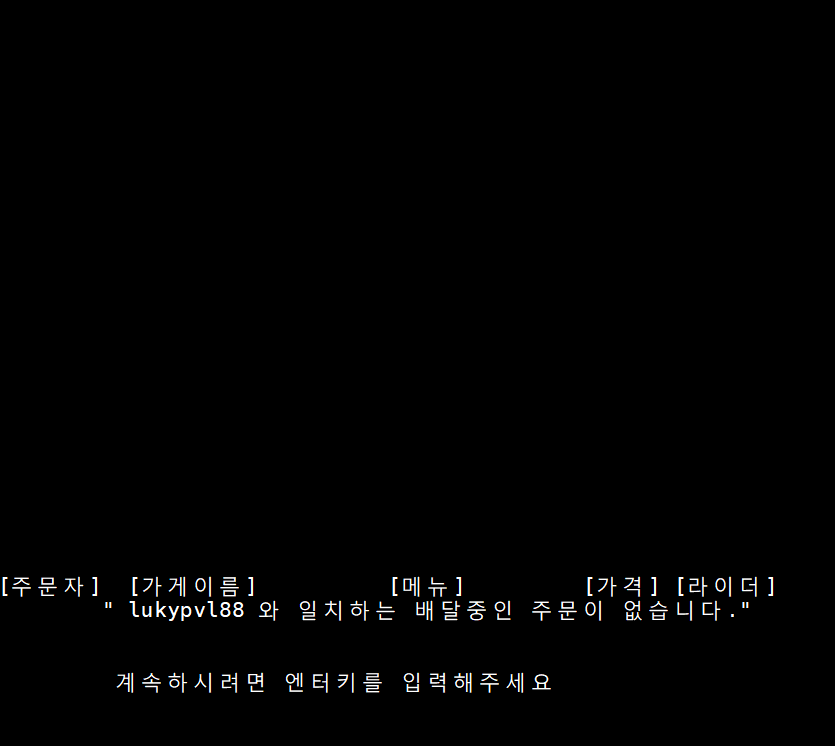 [주문자] [가게이름] [메뉴] [가격] [라이더]
" lukypvl88 와 일치하는 배달중인 주문이 없습니다."
계속하시려면 엔터키를 입력해주세요